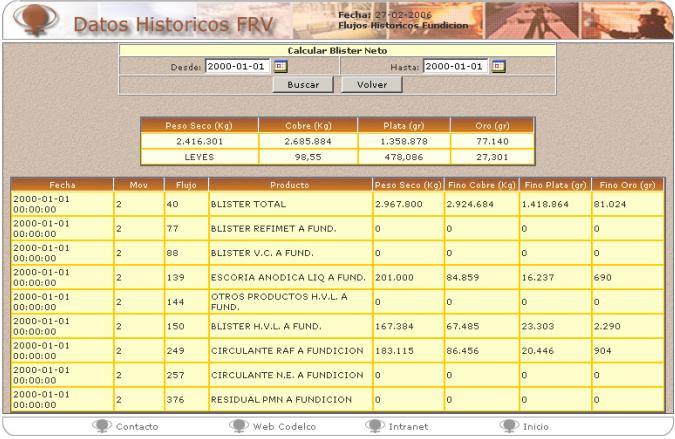 Datos Historicos FRV
Fecha: 27-02-2006
Flujos Historicos Fundicion
Calcular Blister Neto
Desde: 2000-01-01 Hasta: 2000-01-01
Buscar Volver
Peso Seco (Kg) Cobre (Kg) Plata (gr) Oro (gr)
2.416.301 2.685.884 1.358.878 77.140
LEYES 98,55 478,086 27,301
Fecha Mov Flujo Producto Peso Seco (Kg) Fino Cobre (Kg) Fino Plata (gr) Fino Oro (gr)
2000-01-01 00:00:00 2 40 BLISTER TOTAL 2.967.800 2.924.684 1.418.864 81.024
2000-01-01 00:00:00 2 77 BLISTER REFIMET A FUND. 0 0 0 0
2000-01-01 00:00:00 2 88 BLISTER V.C. A FUND. 0 0 0 0
2000-01-01 00:00:00 2 139 ESCORIA ANODICA LIQ A FUND. 201.000 84.859 16.237 690
2000-01-01 00:00:00 2 144 OTROS PRODUCTOS H.V.L. A FUND. 0 0 0 0
2000-01-01 00:00:00 2 150 BLISTER H.V.L. A FUND. 167.384 67.485 23.303 2.290
2000-01-01 00:00:00 2 249 CIRCULANTE RAF A FUNDICION 183.115 86.456 20.446 904
2000-01-01 00:00:00 2 257 CIRCULANTE N.E. A FUNDICION 0 0 0 0
2000-01-01 00:00:00 2 376 RESIDUAL PMN A FUNDICION 0 0 0 0
Contacto Web Codelco Intranet Inicio